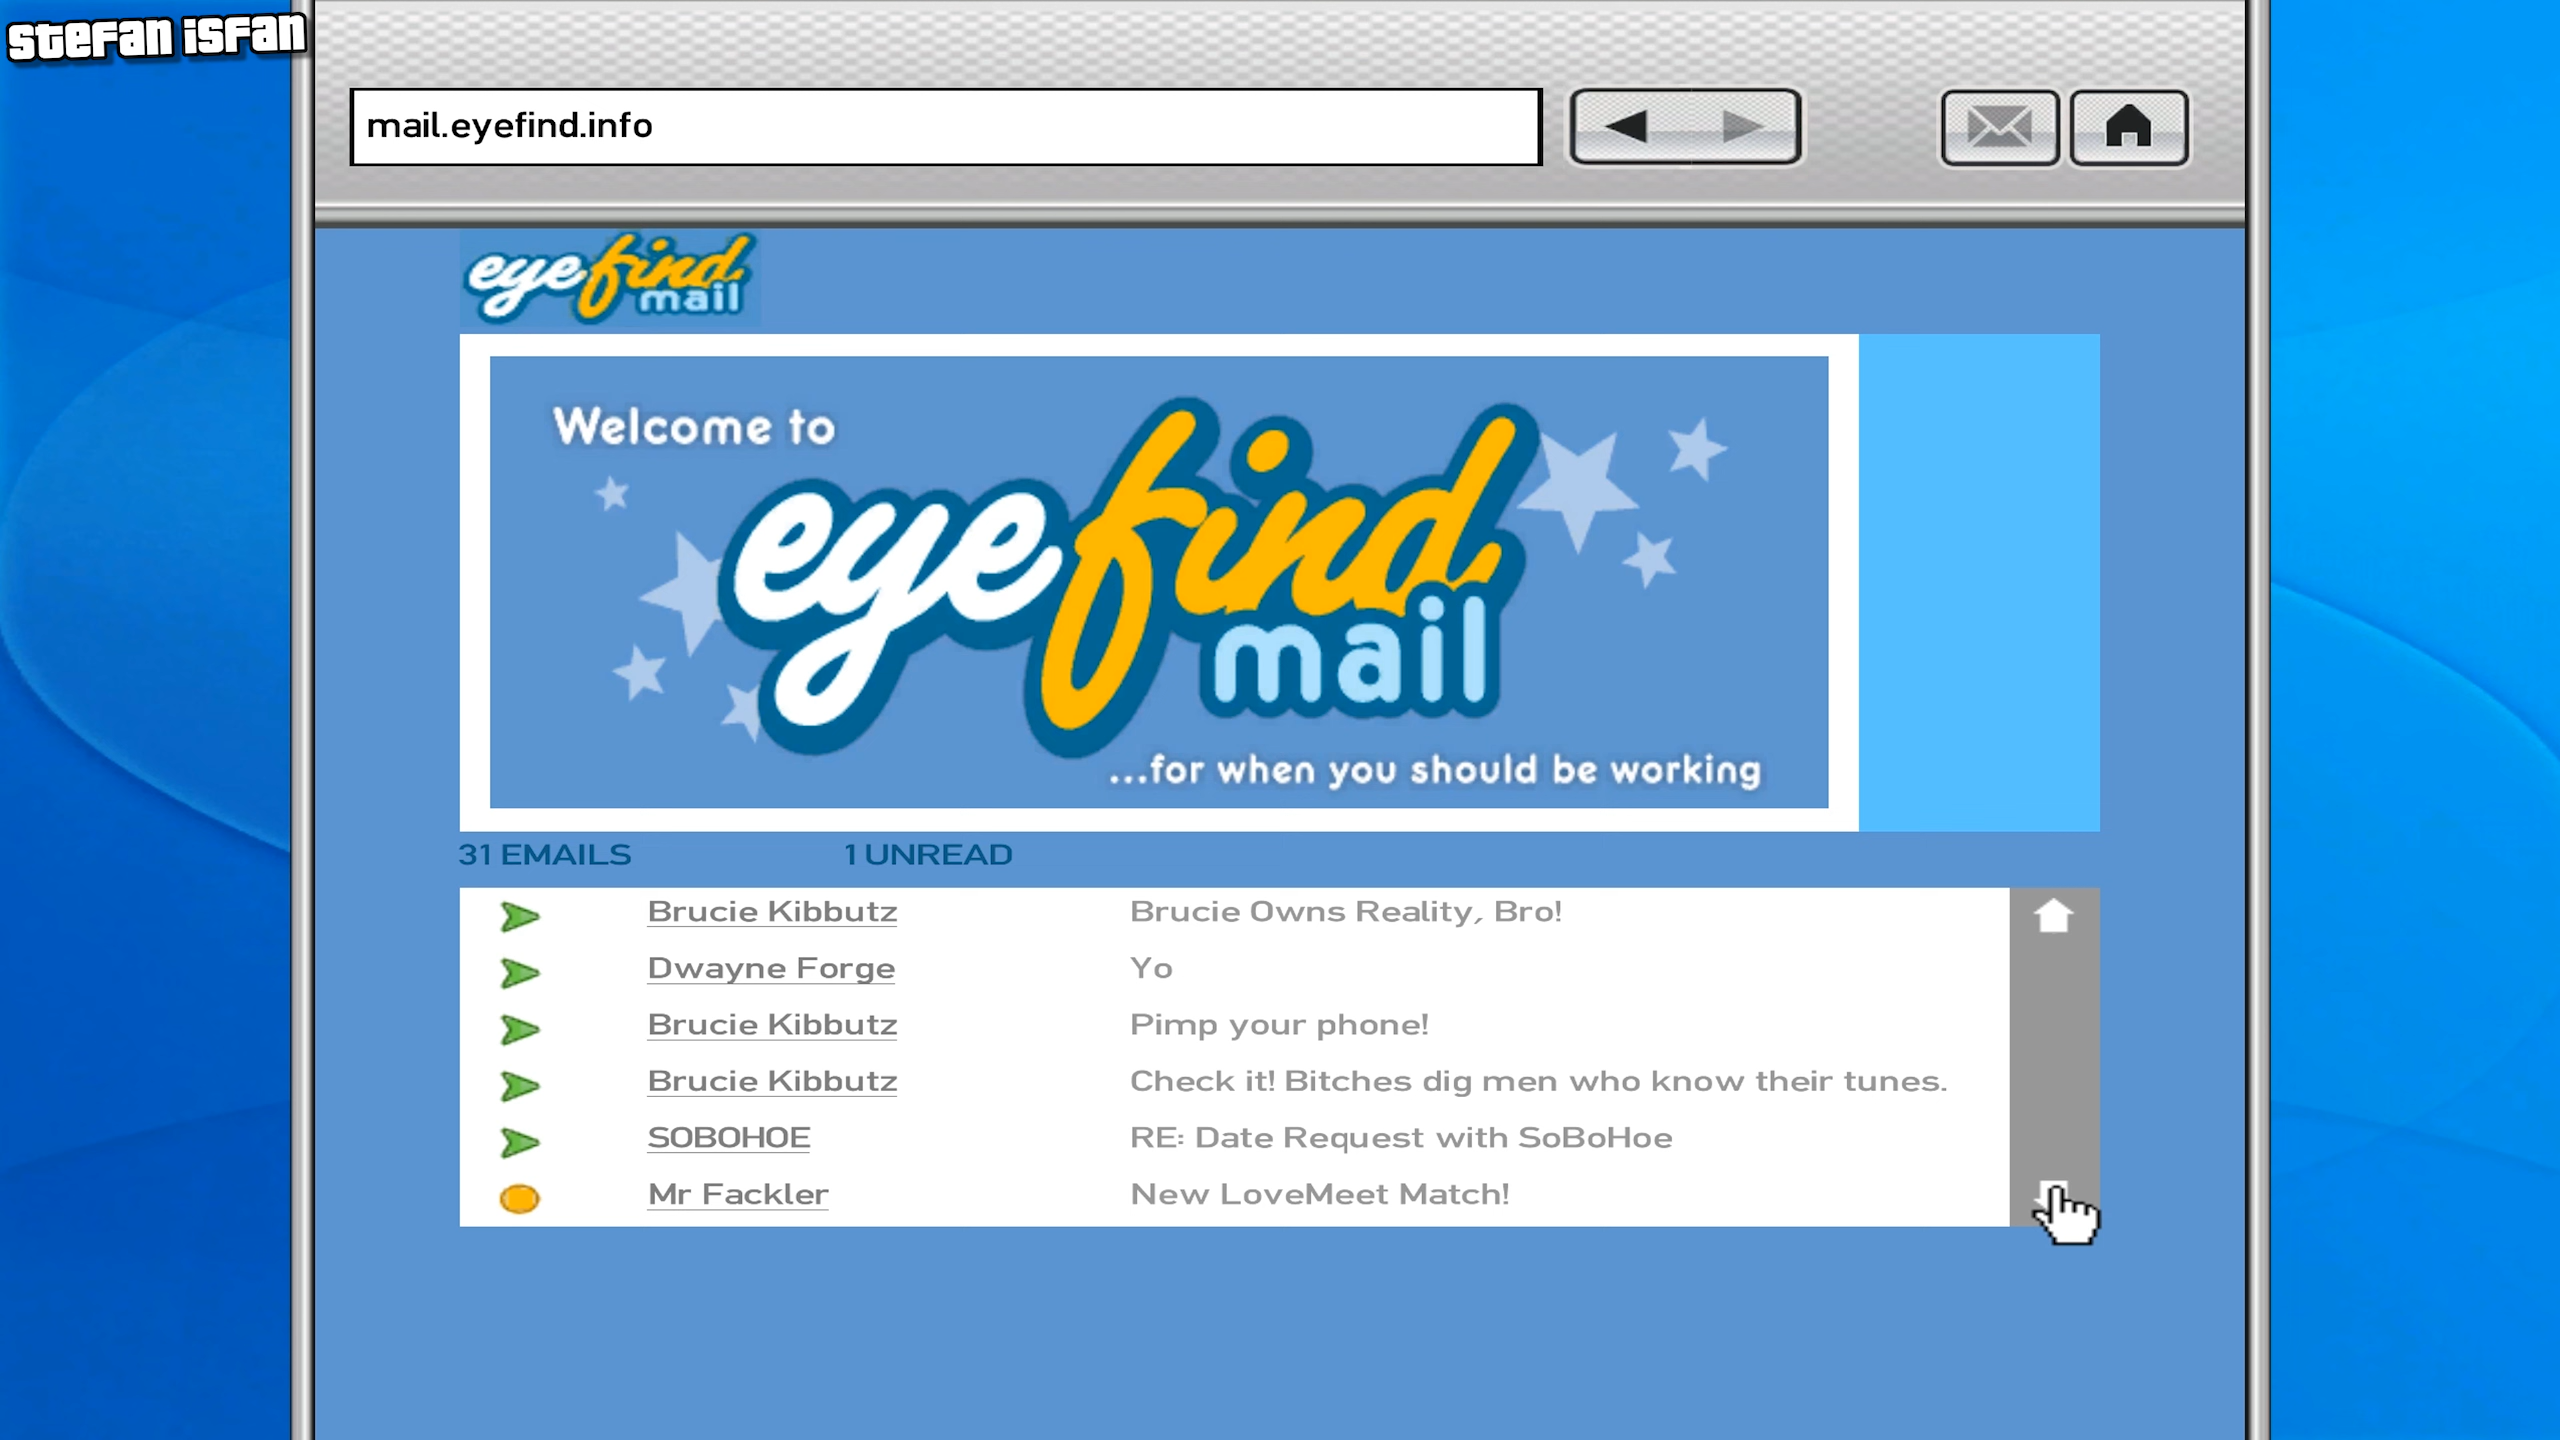 STEFAN ISFAN
mail.eyefind.info
eyefind mail
Welcome to
eyefind mail
...for when you should be working
31 EMAILS 1 UNREAD
Brucie Kibbutz Brucie Owns Reality, Bro!
Dwayne Forge Yo
Brucie Kibbutz Pimp your phone!
Brucie Kibbutz Check it! Bitches dig men who know their tunes.
SOBOHOE RE: Date Request with SoBoHoe
Mr Fackler New LoveMeet Match!